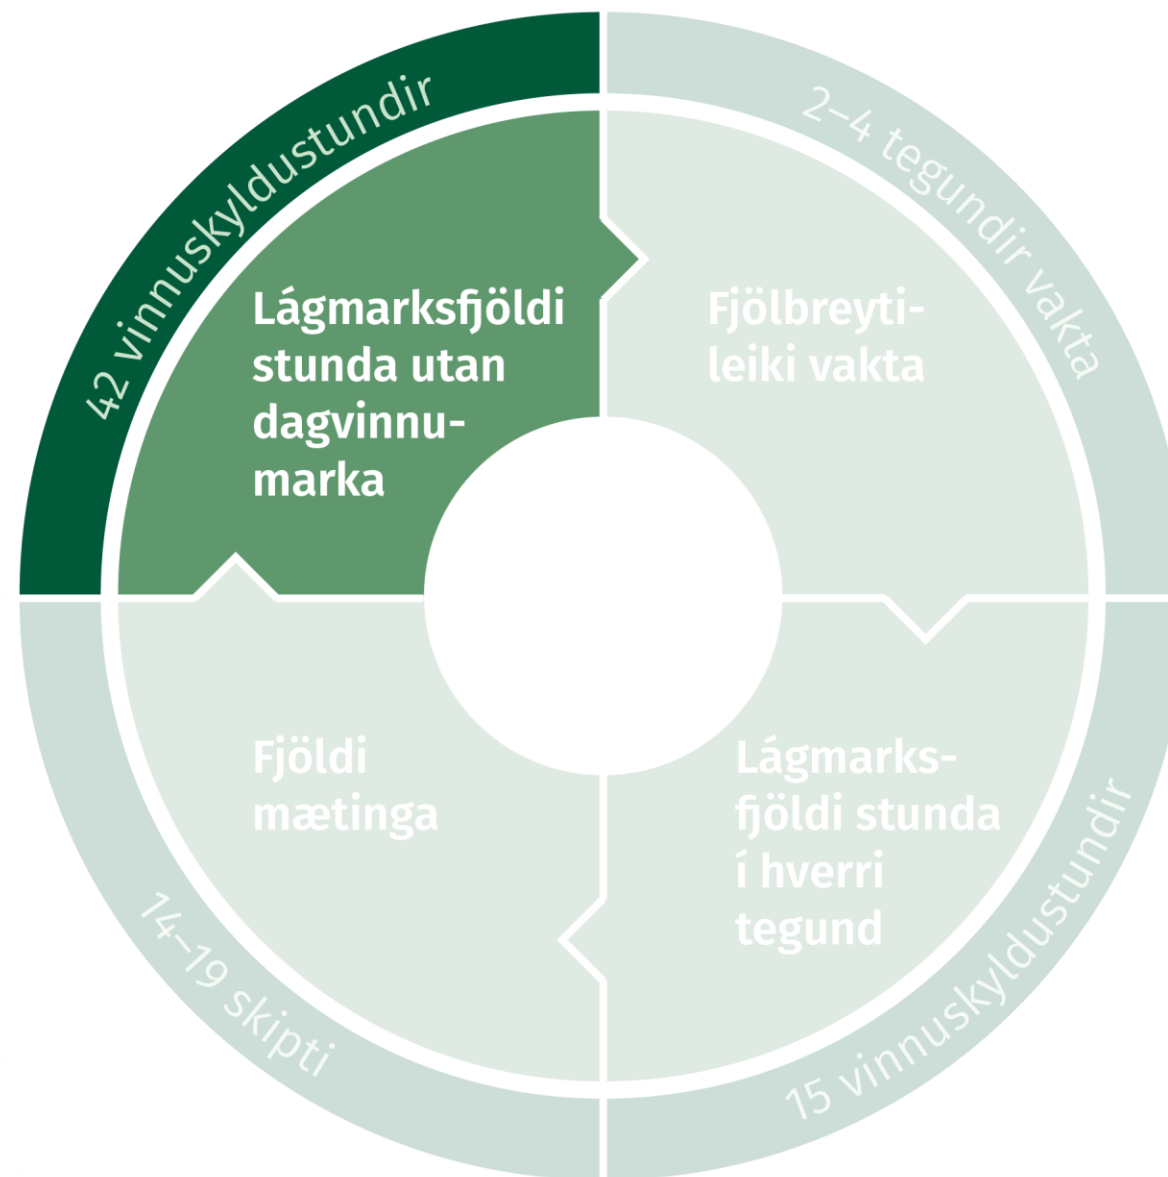 42 vinnuskyldustundir
Lágmarksfjöldi
stunda utan
dagvinnu-
marka
2–4 tegundir vakta
Fjölbreyti-
leiki vakta
Lágmarks-
fjöldi stunda
í hverri
tegund
15 vinnuskyldustundir
Fjöldi
mætinga
14–19 skipti